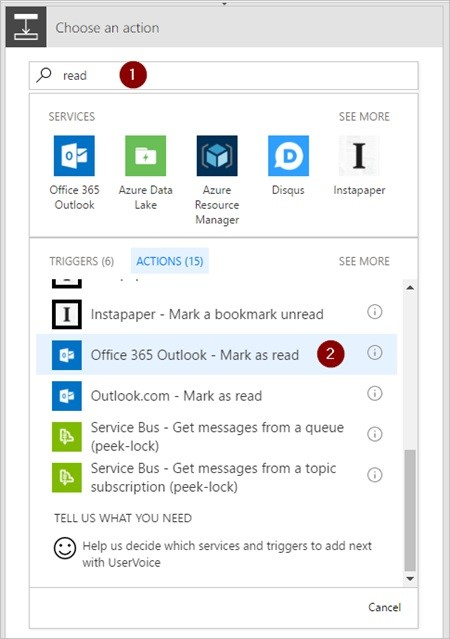 Choose an action
read
1
SERVICES
SEE MORE
Office 365
Outlook
Azure Data
Lake
Azure
Resource
Manager
Disqus
Instapaper
TRIGGERS (6)
ACTIONS (15)
SEE MORE
Instapaper - Mark a bookmark unread
Office 365 Outlook - Mark as read
2
Outlook.com - Mark as read
Service Bus - Get messages from a queue
(peek-lock)
Service Bus - Get messages from a topic
subscription (peek-lock)
TELL US WHAT YOU NEED
Help us decide which services and triggers to add next
with UserVoice
Cancel